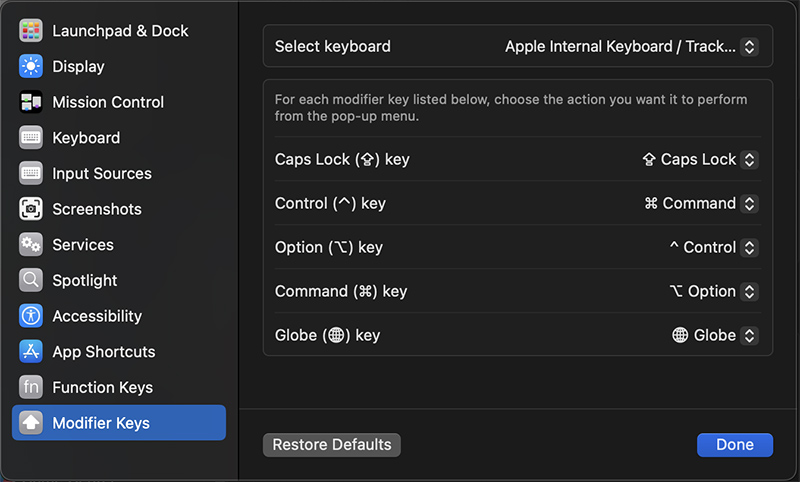 Launchpad & Dock
Display
Mission Control
Keyboard
Input Sources
Screenshots
Services
Spotlight
Accessibility
App Shortcuts
fn Function Keys
Modifier Keys
Select keyboard Apple Internal Keyboard / Track...
For each modifier key listed below, choose the action you want it to perform
from the pop-up menu.
Caps Lock (⇪) key ⇪ Caps Lock
Control (^) key ⌘ Command
Option (⌥) key ^ Control
Command (⌘) key ⌥ Option
Globe (🌐) key 🌐 Globe
Restore Defaults Done